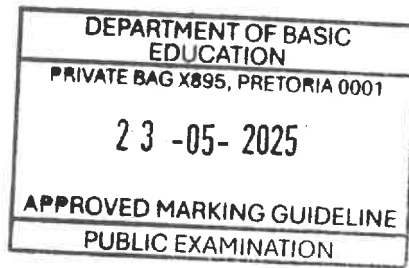 DEPARTMENT OF BASIC
EDUCATION
PRIVATE BAG X895, PRETORIA 0001
23 -05- 2025
APPROVED MARKING GUIDELINE
PUBLIC EXAMINATION